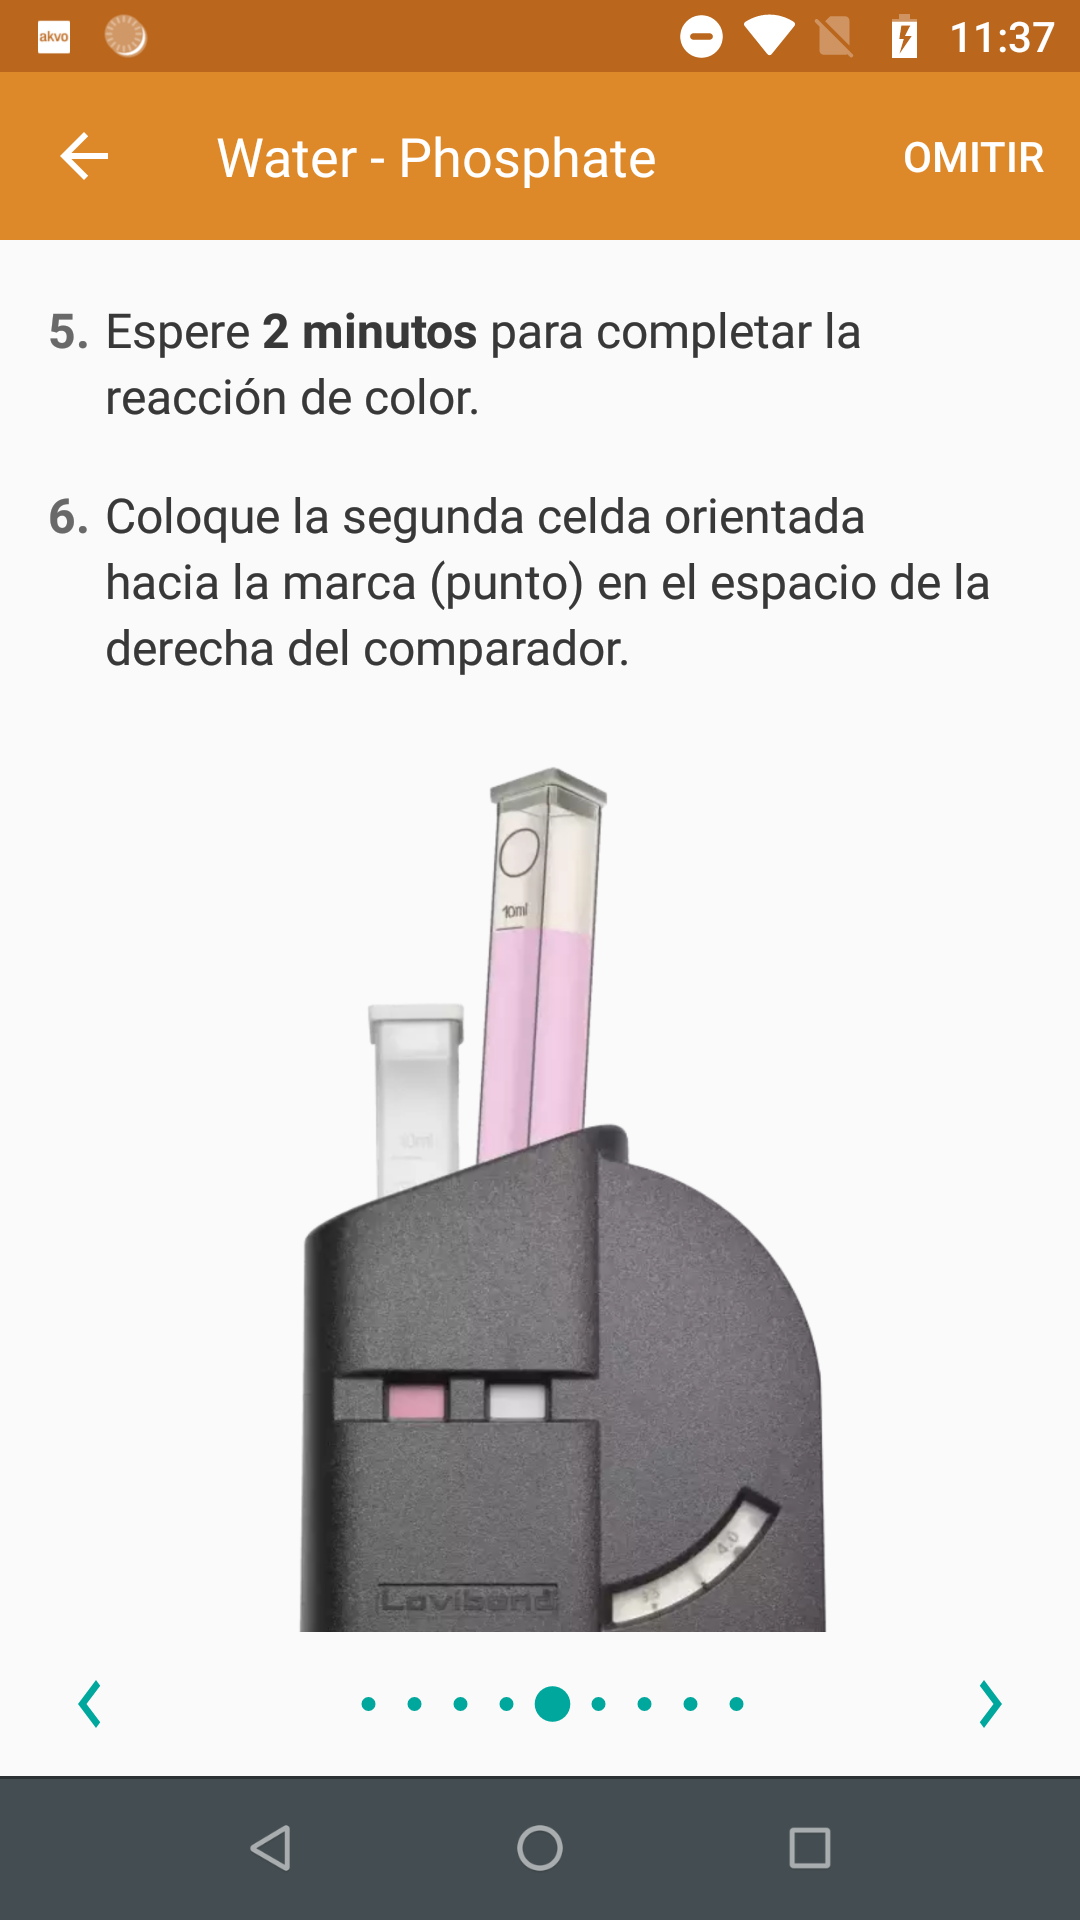 akvo
11:37
Water - Phosphate
OMITIR
5. Espere 2 minutos para completar la
reacción de color.
6. Coloque la segunda celda orientada
hacia la marca (punto) en el espacio de la
derecha del comparador.
10ml
10ml
4.0
3.5
Lovibond